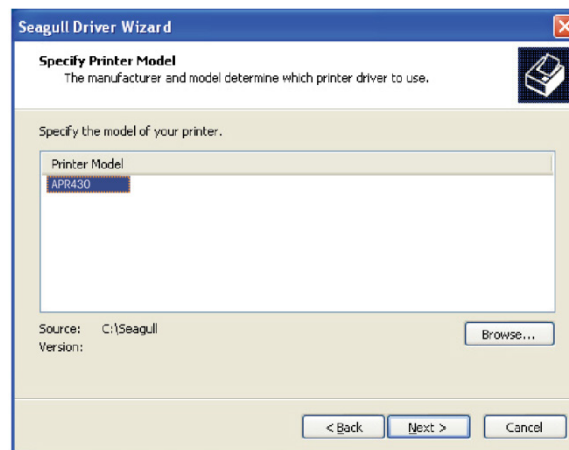 Seagull Driver Wizard
Specify Printer Model
The manufacturer and model determine which printer driver to use.
Specify the model of your printer.
Printer Model
APR430
Source: C:\Seagull
Browse...
Version:
< Back
Next >
Cancel